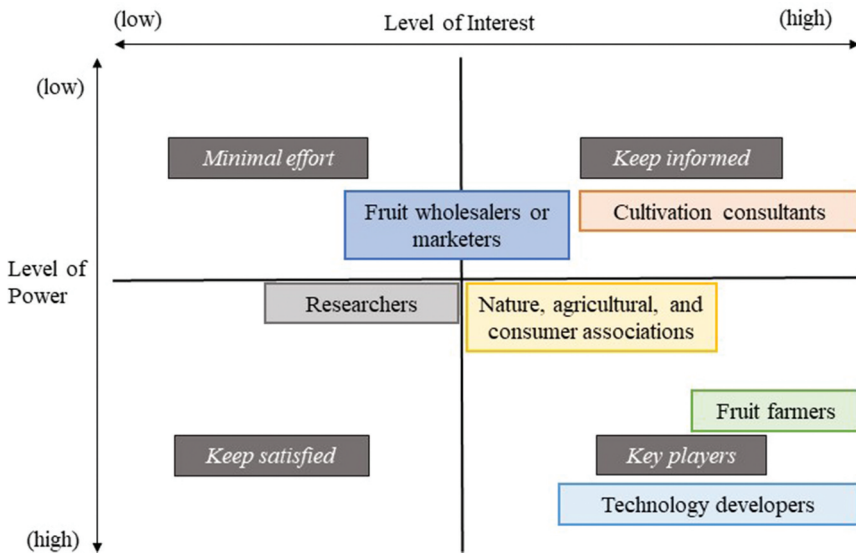 (low)
Level of Interest
(high)
(low)
Minimal effort
Keep informed
Fruit wholesalers or
marketers
Cultivation consultants
Level of
Power
Researchers
Nature, agricultural, and
consumer associations
Fruit farmers
Keep satisfied
Key players
Technology developers
(high)